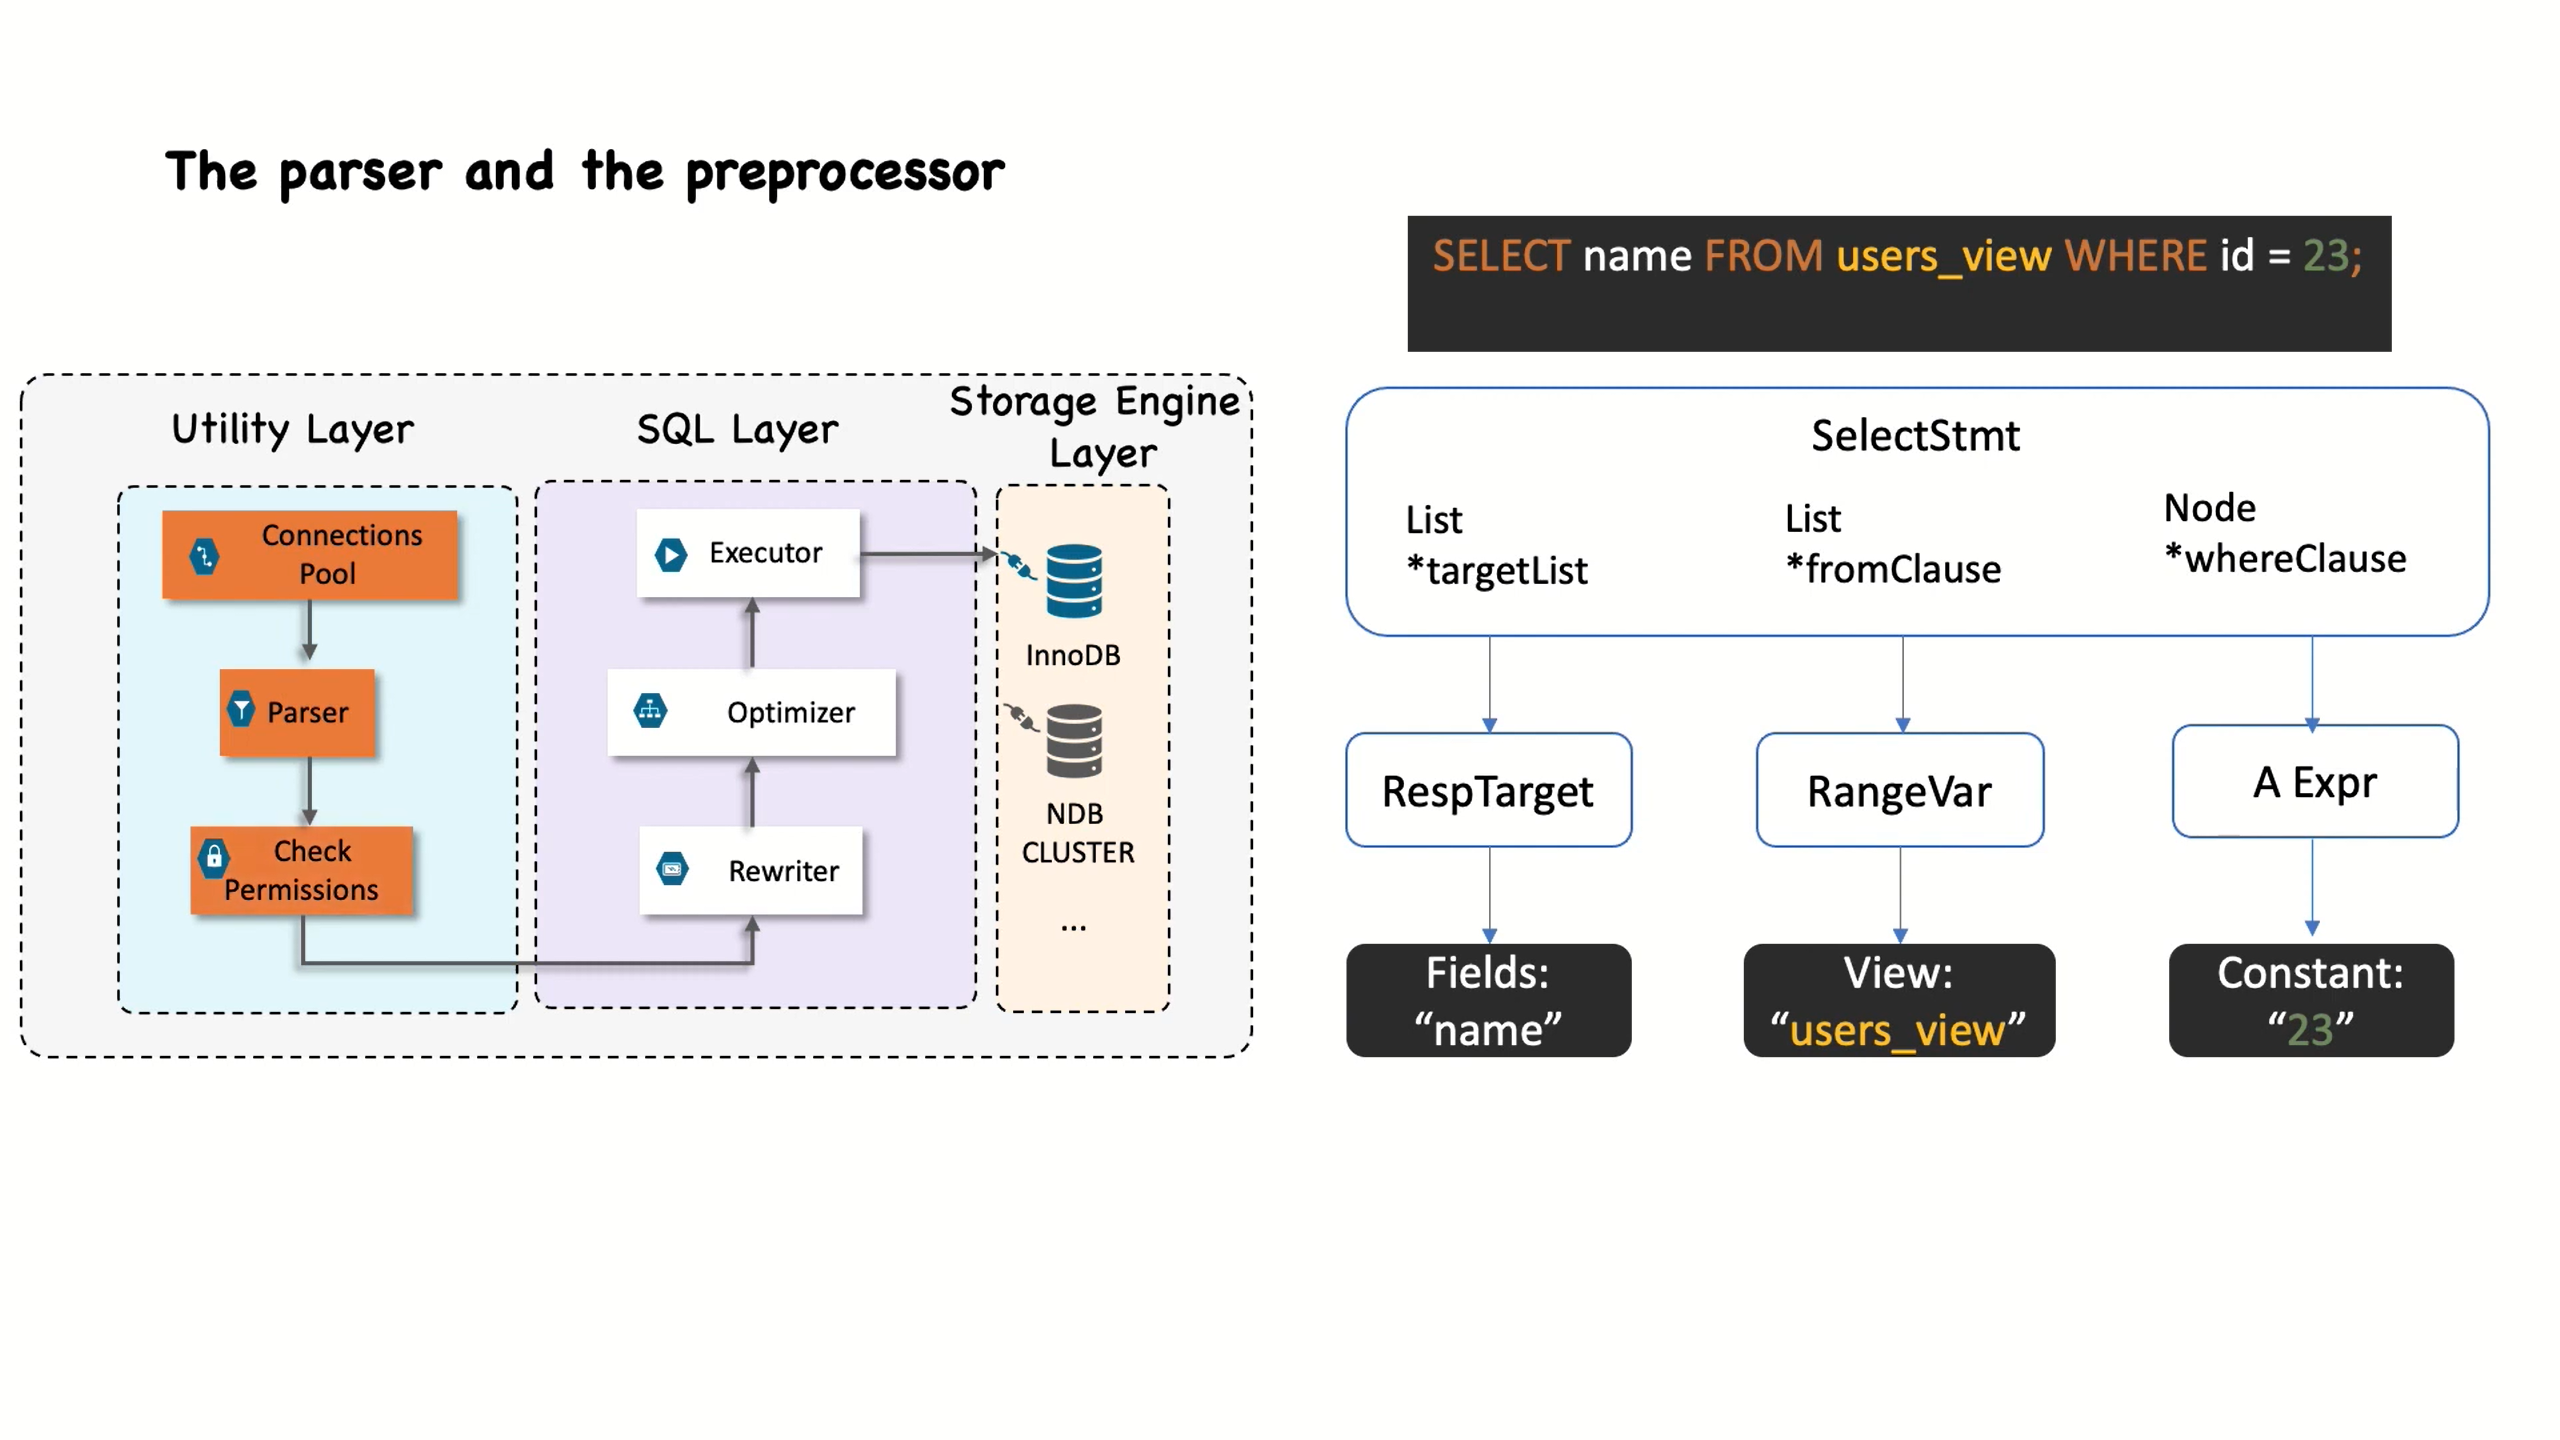 The parser and the preprocessor
SELECT name FROM users_view WHERE id = 23;
Utility Layer
SQL Layer
Storage Engine
Layer
Connections
Pool
Parser
Check
Permissions
Executor
Optimizer
Rewriter
InnoDB
NDB
CLUSTER
...
SelectStmt
List
*targetList
List
*fromClause
Node
*whereClause
RespTarget
RangeVar
A Expr
Fields:
“name”
View:
“users_view”
Constant:
“23”